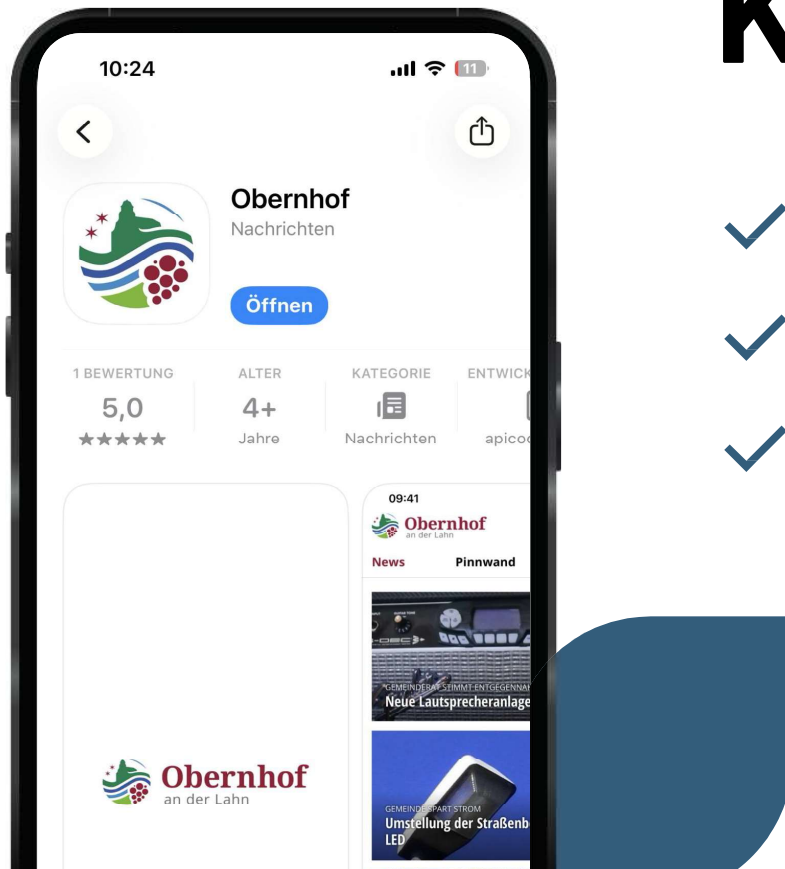 K
10:24
11
Obernhof
Nachrichten
Öffnen
1 BEWERTUNG
ALTER
KATEGORIE
ENTWICK
5,0
4+
★★★★★
Jahre
Nachrichten
apicod
09:41
Obernhof
an der Lahn
News
Pinnwand
GEMEINDERAT STIMMT ENTGEGENNA
Neue Lautsprecheranlage
GEMEINDE SPART STROM
Umstellung der Straßenb
LED
Obernhof
an der Lahn